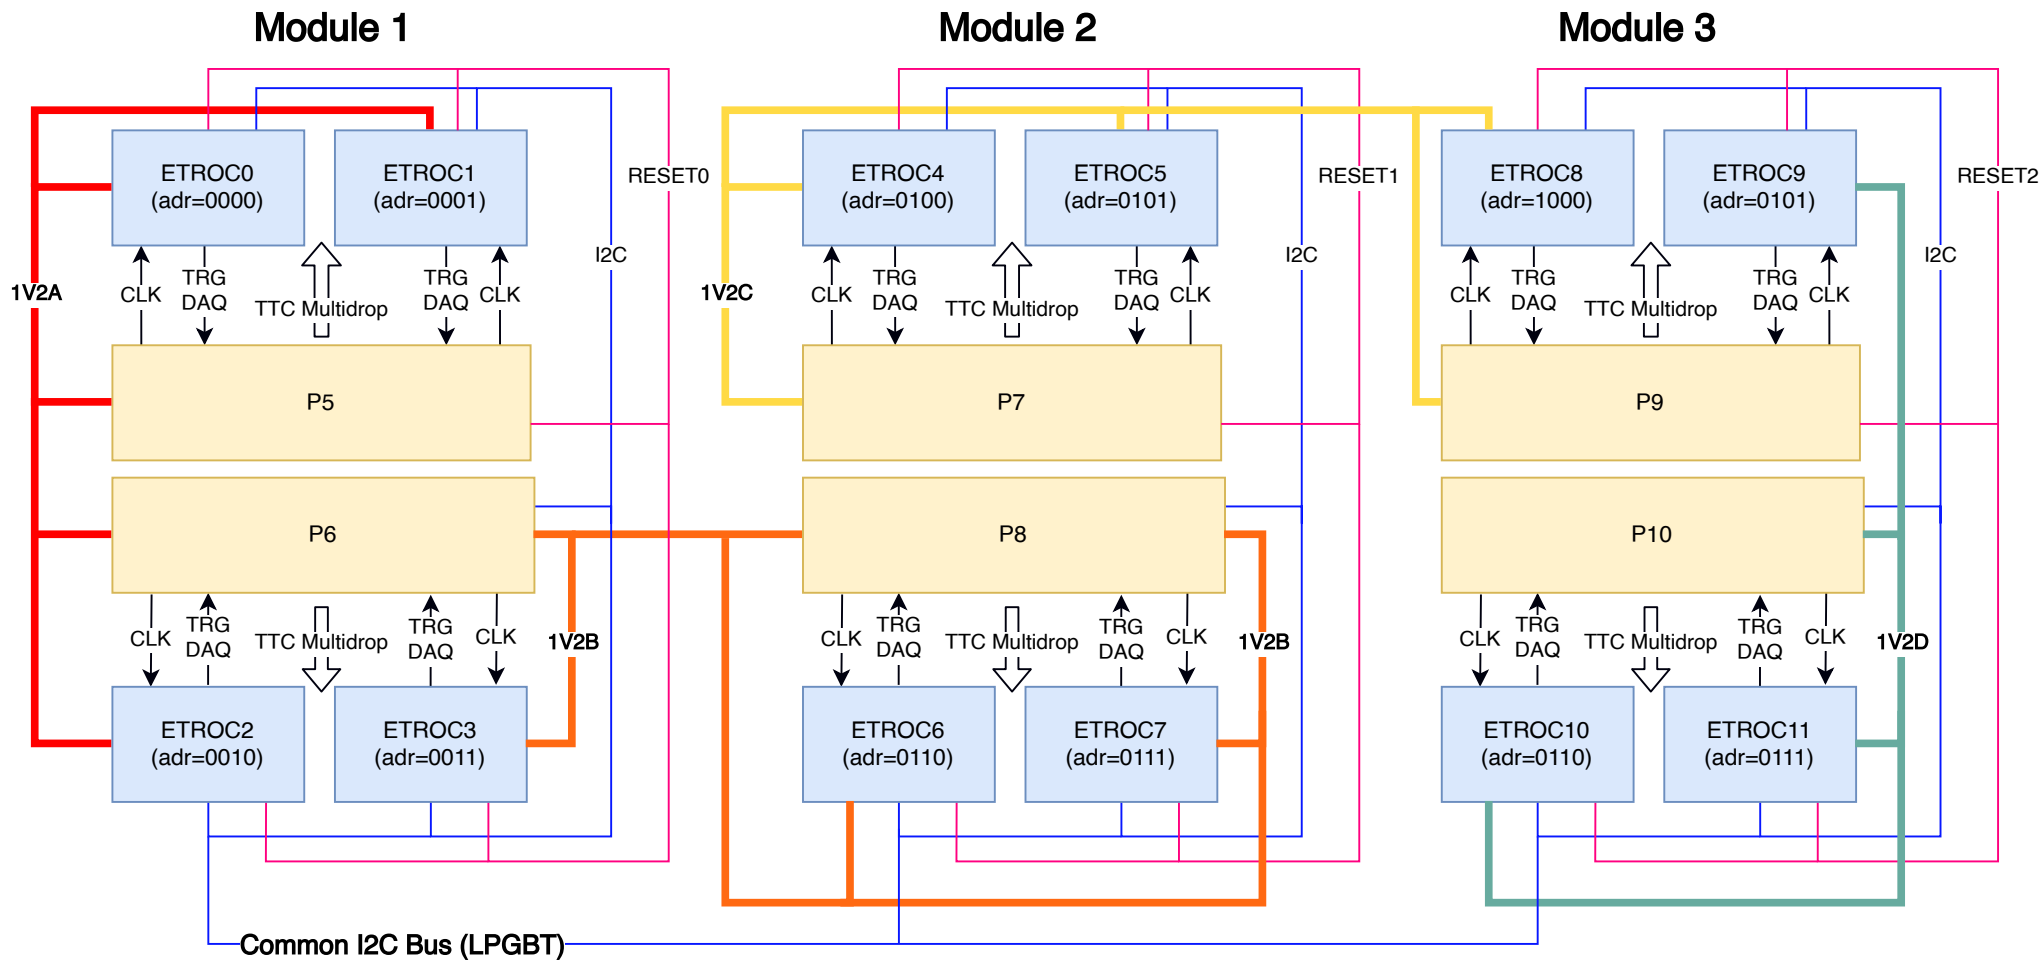 Module 1
Module 2
Module 3
ETROC0
(adr=0000)
ETROC1
(adr=0001)
RESET0
ETROC4
(adr=0100)
ETROC5
(adr=0101)
RESET1
ETROC8
(adr=1000)
ETROC9
(adr=0101)
RESET2
I2C
I2C
I2C
1V2A
CLK
TRG
DAQ
TTC Multidrop
TRG
DAQ
CLK
1V2C
CLK
TRG
DAQ
TTC Multidrop
TRG
DAQ
CLK
CLK
TRG
DAQ
TTC Multidrop
TRG
DAQ
CLK
P5
P7
P9
P6
P8
P10
CLK
TRG
DAQ
TTC Multidrop
TRG
DAQ
CLK
1V2B
CLK
TRG
DAQ
TTC Multidrop
TRG
DAQ
CLK
1V2B
CLK
TRG
DAQ
TTC Multidrop
TRG
DAQ
CLK
1V2D
ETROC2
(adr=0010)
ETROC3
(adr=0011)
ETROC6
(adr=0110)
ETROC7
(adr=0111)
ETROC10
(adr=0110)
ETROC11
(adr=0111)
Common I2C Bus (LPGBT)